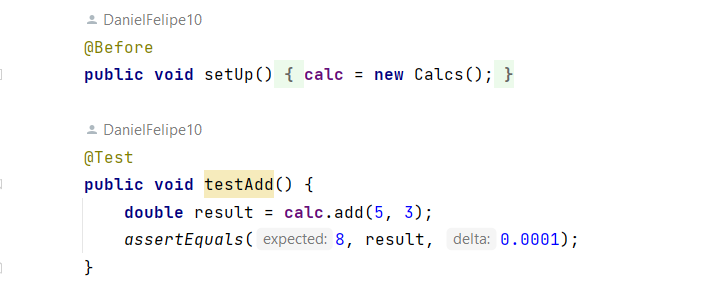 DanielFelipe10
@Before
public void setUp() { calc = new Calcs(); }
DanielFelipe10
@Test
public void testAdd() {
double result = calc.add(5, 3);
assertEquals( expected: 8, result, delta: 0.0001);
}